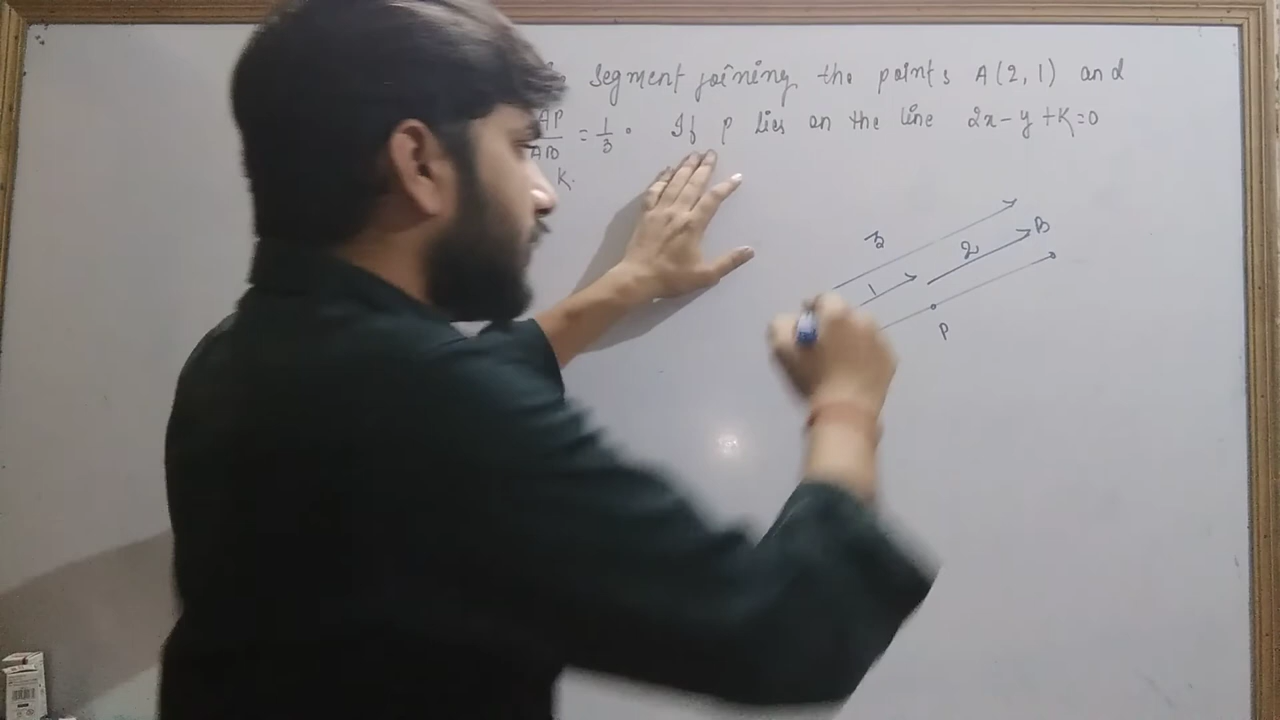 segment joining the points A(2,1) and
AP/AB = 1/3. If p lies on the line 2x-y+K=0
K.
3
B
2
1
P